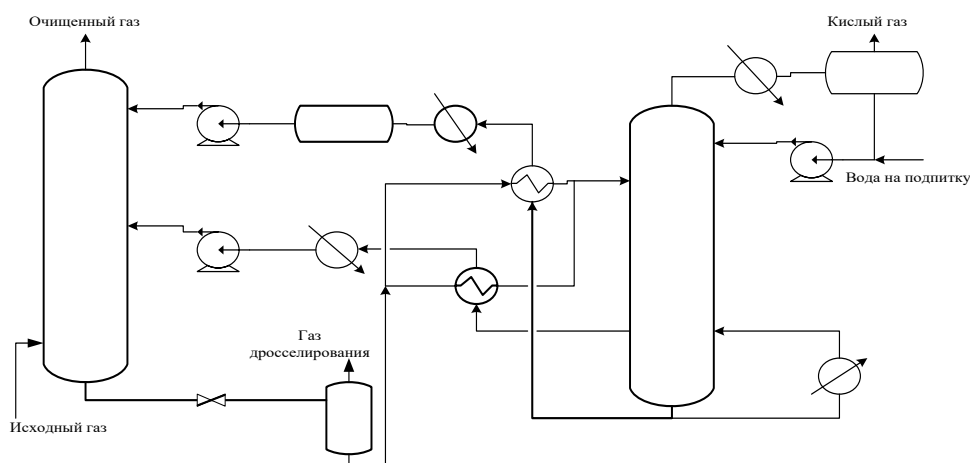 Очищенный газ
Кислый газ
Вода на подпитку
Газ
дросселирования
Исходный газ